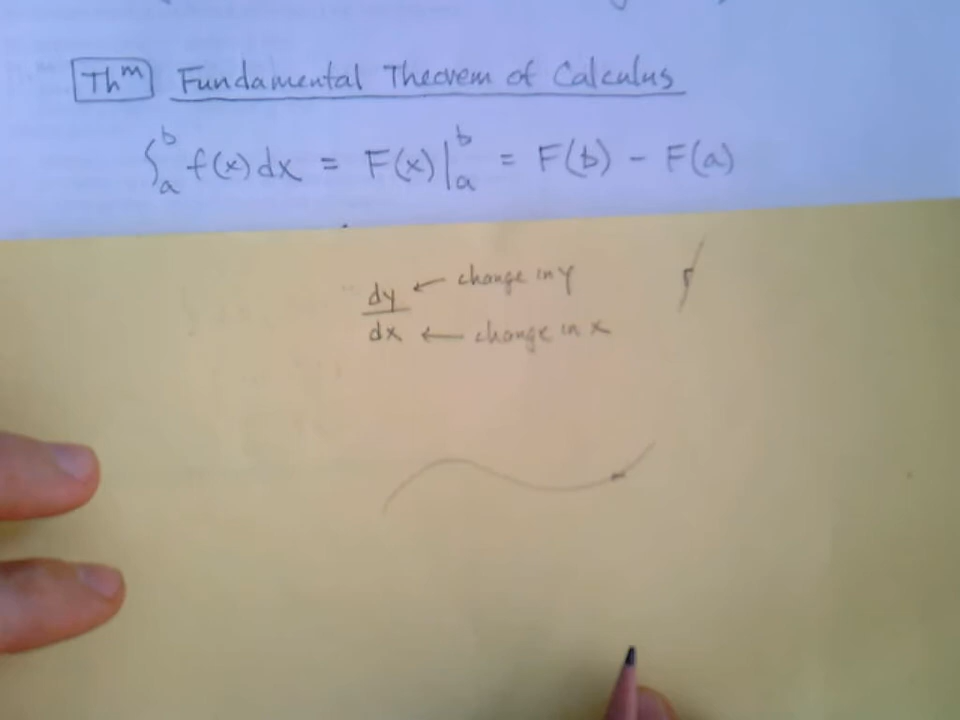 Thᵐ Fundamental Theorem of Calculus
∫ₐᵇ f(x) dx = F(x)|ₐᵇ = F(b) - F(a)
dy ← change in y
dx ← change in x